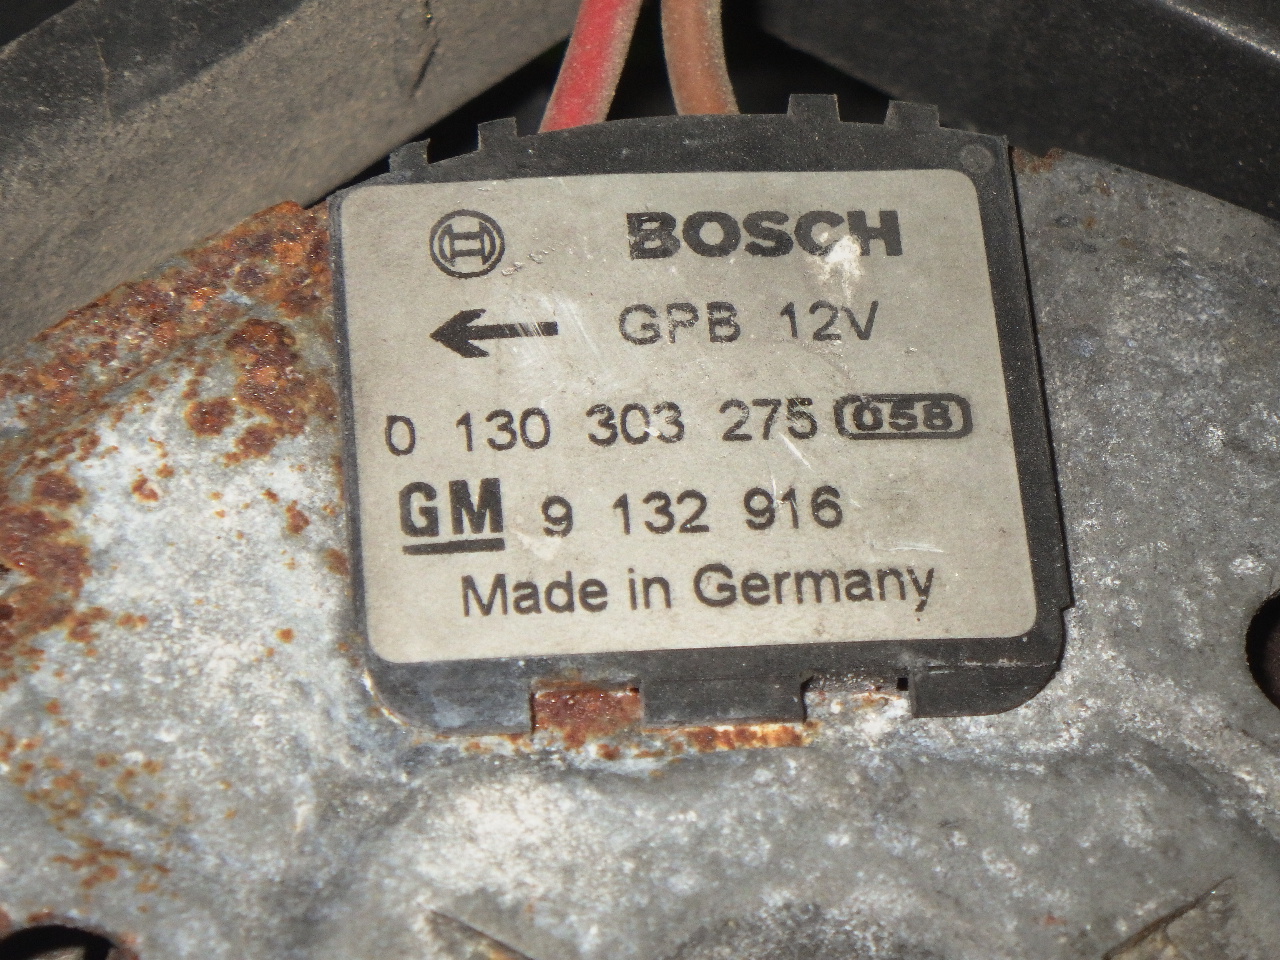 BOSCH
GPB 12V
0 130 303 275 058
GM 9 132 916
Made in Germany